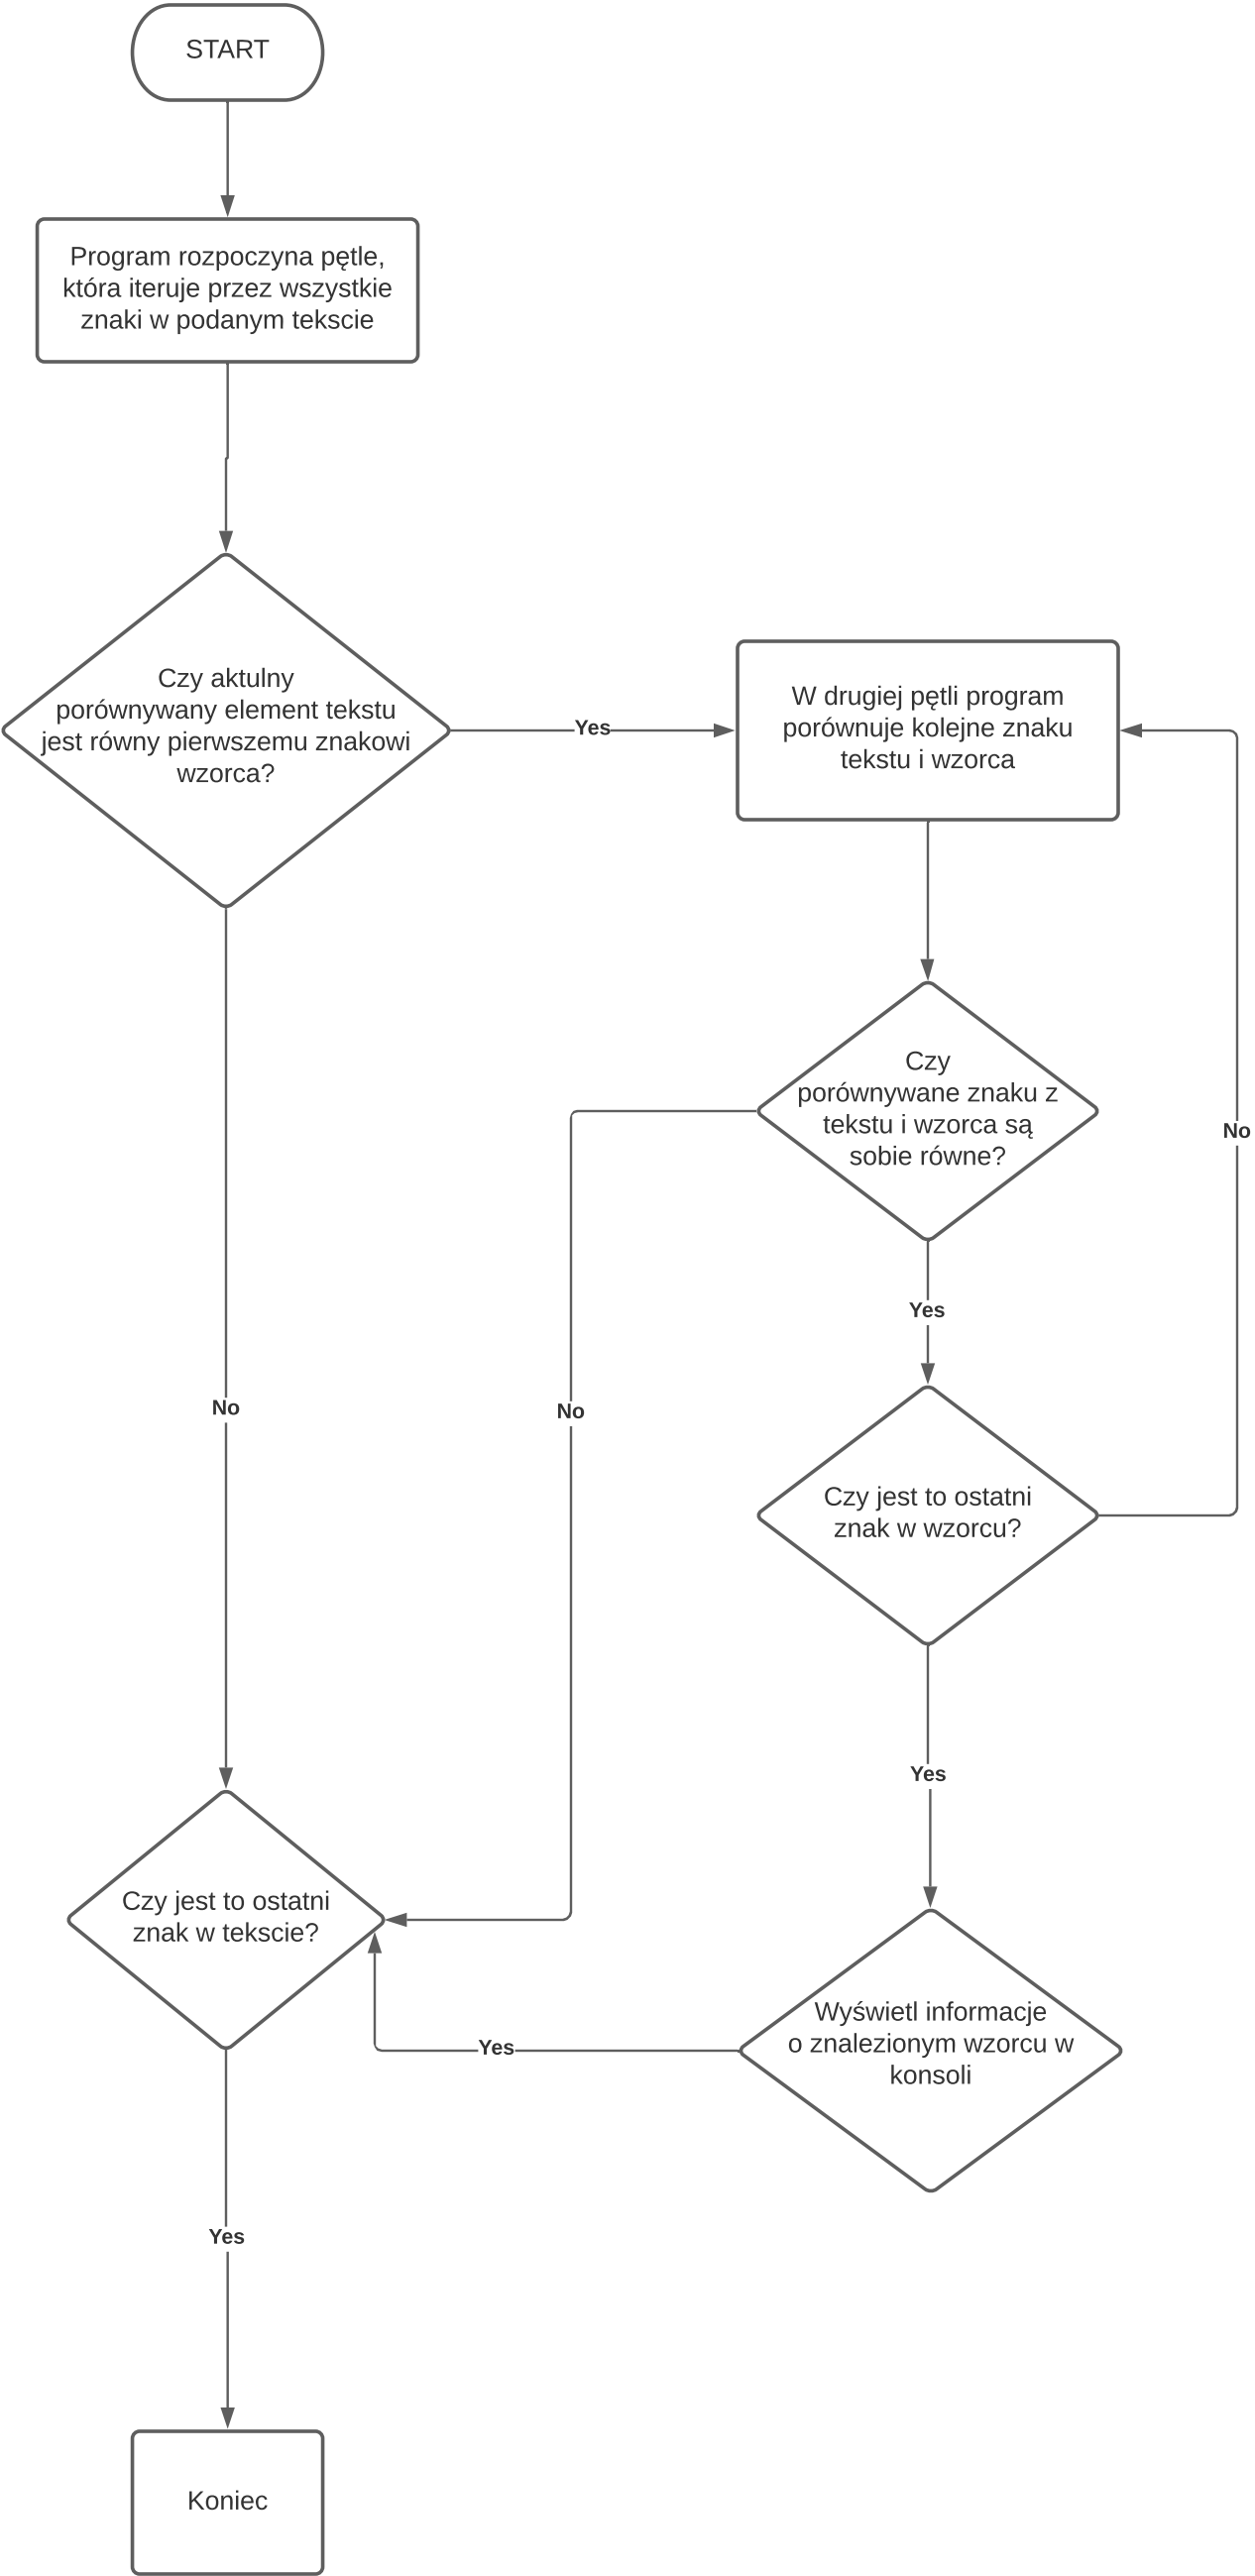 START
Program rozpoczyna pętle,
która iteruje przez wszystkie
znaki w podanym tekscie
Czy aktulny
porównywany element tekstu
jest równy pierwszemu znakowi
wzorca?
Yes
W drugiej pętli program
porównuje kolejne znaku
tekstu i wzorca
Czy
porównywane znaku z
tekstu i wzorca są
sobie równe?
No
Yes
No
No
Czy jest to ostatni
znak w wzorcu?
Yes
Czy jest to ostatni
znak w tekscie?
Wyświetl informacje
o znalezionym wzorcu w
konsoli
Yes
Yes
Koniec